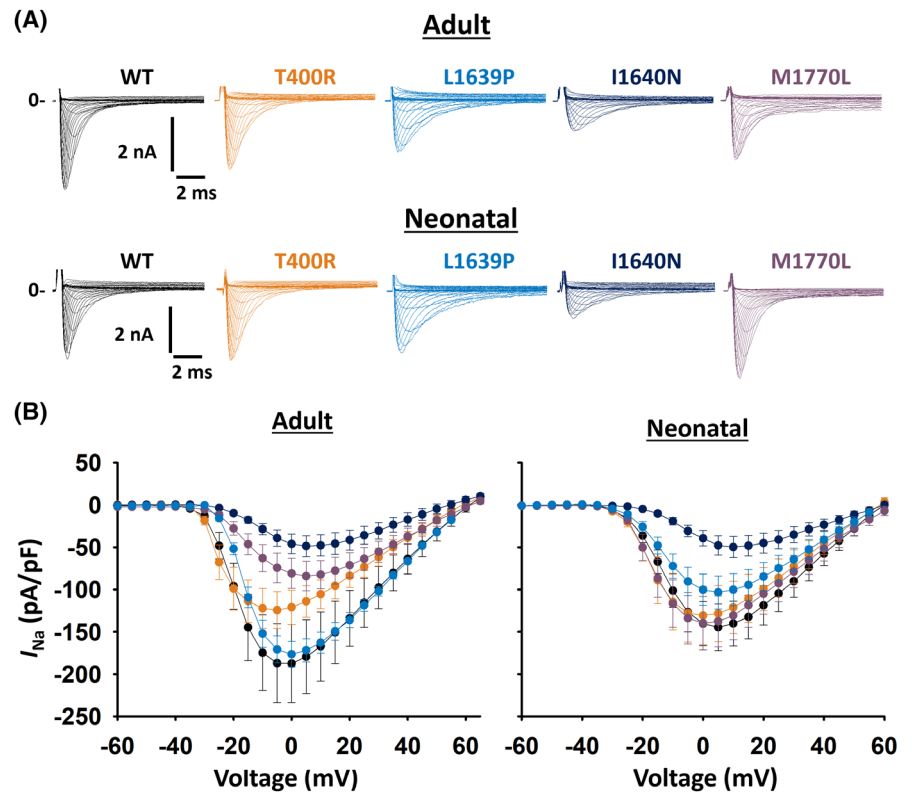 (A)
Adult
WT T400R L1639P I1640N M1770L
0-
2 nA
2 ms
Neonatal
WT T400R L1639P I1640N M1770L
0-
2 nA
2 ms
(B)
Adult Neonatal
50
0
-50
-100
-150
-200
-250
I_Na (pA/pF)
-60 -40 -20 0 20 40 60 -60 -40 -20 0 20 40 60
Voltage (mV) Voltage (mV)